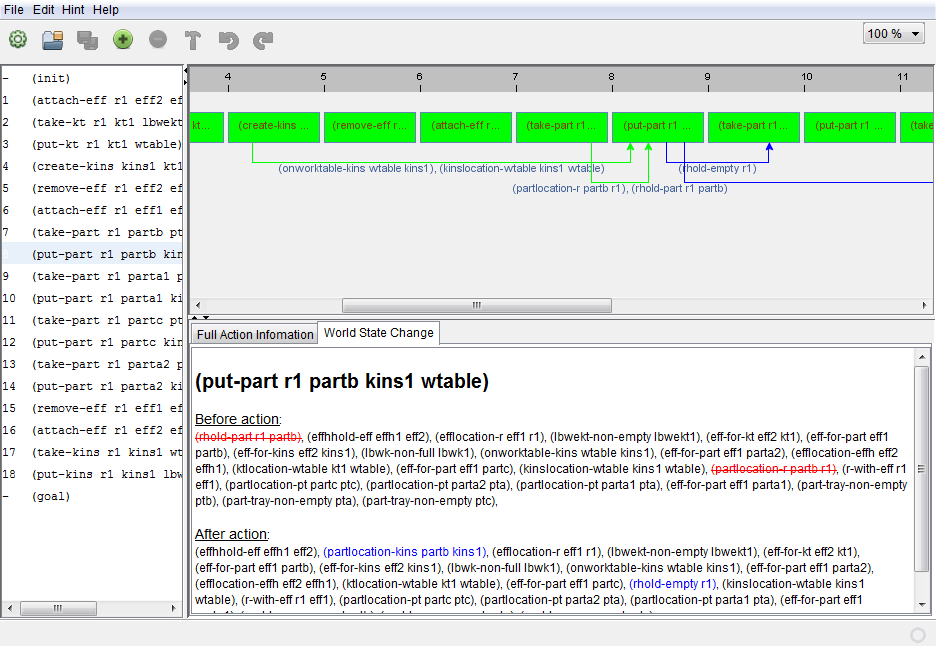 File Edit Hint Help
100 %
- (init)
1 (attach-eff r1 eff2 ef
2 (take-kt r1 kt1 lbwekt
3 (put-kt r1 kt1 wtable)
4 (create-kins kins1 kt1
5 (remove-eff r1 eff2 ef
6 (attach-eff r1 eff1 ef
7 (take-part r1 partb pt
(put-part r1 partb kin
9 (take-part r1 parta1 p
10 (put-part r1 parta1 ki
11 (take-part r1 partc pt
12 (put-part r1 partc kin
13 (take-part r1 parta2 p
14 (put-part r1 parta2 ki
15 (remove-eff r1 eff1 ef
16 (attach-eff r1 eff2 ef
17 (take-kins r1 kins1 wt
18 (put-kins r1 kins1 lbw
- (goal)
4 5 6 7 8 9 10 11
kt... (create-kins ... (remove-eff r... (attach-eff r... (take-part r1... (put-part r1 ... (take-part r1... (put-part r1 ... (take
(onworktable-kins wtable kins1), (kinslocation-wtable kins1 wtable) (rhold-empty r1)
(partlocation-r partb r1), (rhold-part r1 partb)
Full Action Infomation World State Change
(put-part r1 partb kins1 wtable)
Before action:
(rhold-part r1 partb), (effhhold-eff effh1 eff2), (efflocation-r eff1 r1), (lbwekt-non-empty lbwekt1), (eff-for-kt eff2 kt1), (eff-for-part eff1
partb), (eff-for-kins eff2 kins1), (lbwk-non-full lbwk1), (onworktable-kins wtable kins1), (eff-for-part eff1 parta2), (efflocation-effh eff2
effh1), (ktlocation-wtable kt1 wtable), (eff-for-part eff1 partc), (kinslocation-wtable kins1 wtable), (partlocation-r partb r1), (r-with-eff r1
eff1), (partlocation-pt partc ptc), (partlocation-pt parta2 pta), (partlocation-pt parta1 pta), (eff-for-part eff1 parta1), (part-tray-non-empty
ptb), (part-tray-non-empty pta), (part-tray-non-empty ptc),
After action:
(effhhold-eff effh1 eff2), (partlocation-kins partb kins1), (efflocation-r eff1 r1), (lbwekt-non-empty lbwekt1), (eff-for-kt eff2 kt1),
(eff-for-part eff1 partb), (eff-for-kins eff2 kins1), (lbwk-non-full lbwk1), (onworktable-kins wtable kins1), (eff-for-part eff1 parta2),
(efflocation-effh eff2 effh1), (ktlocation-wtable kt1 wtable), (eff-for-part eff1 partc), (rhold-empty r1), (kinslocation-wtable kins1
wtable), (r-with-eff r1 eff1), (partlocation-pt partc ptc), (partlocation-pt parta2 pta), (partlocation-pt parta1 pta), (eff-for-part eff1